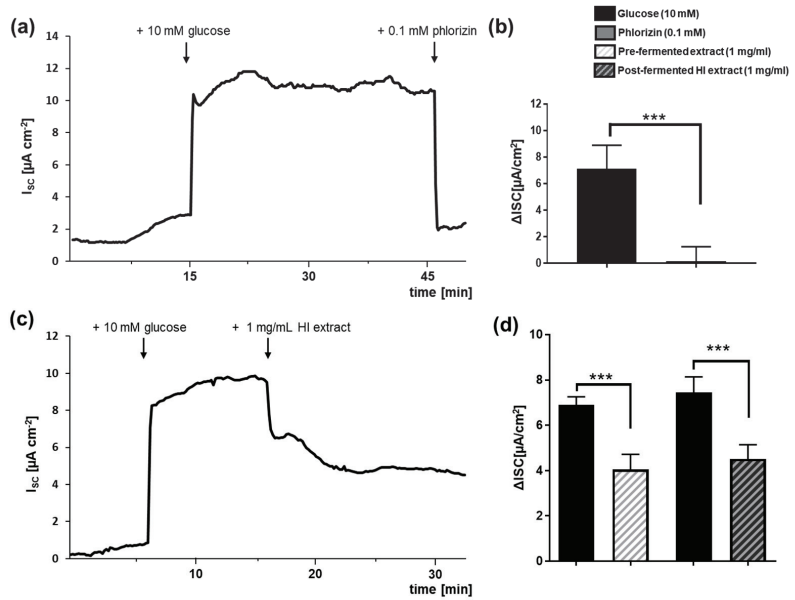 (a)
+ 10 mM glucose
+ 0.1 mM phlorizin
14
12
10
8
6
4
2
0
I_SC [µA cm⁻²]
15
30
45
time [min]
(b)
Glucose (10 mM)
Phlorizin (0.1 mM)
Pre-fermented extract (1 mg/ml)
Post-fermented HI extract (1 mg/ml)
12
10
8
6
4
2
0
ΔISC[µA/cm²]
***
(c)
+ 10 mM glucose
+ 1 mg/mL HI extract
12
10
8
6
4
2
0
I_SC [µA cm⁻²]
10
20
30
time [min]
(d)
10
8
6
4
2
0
ΔISC[µA/cm²]
***
***